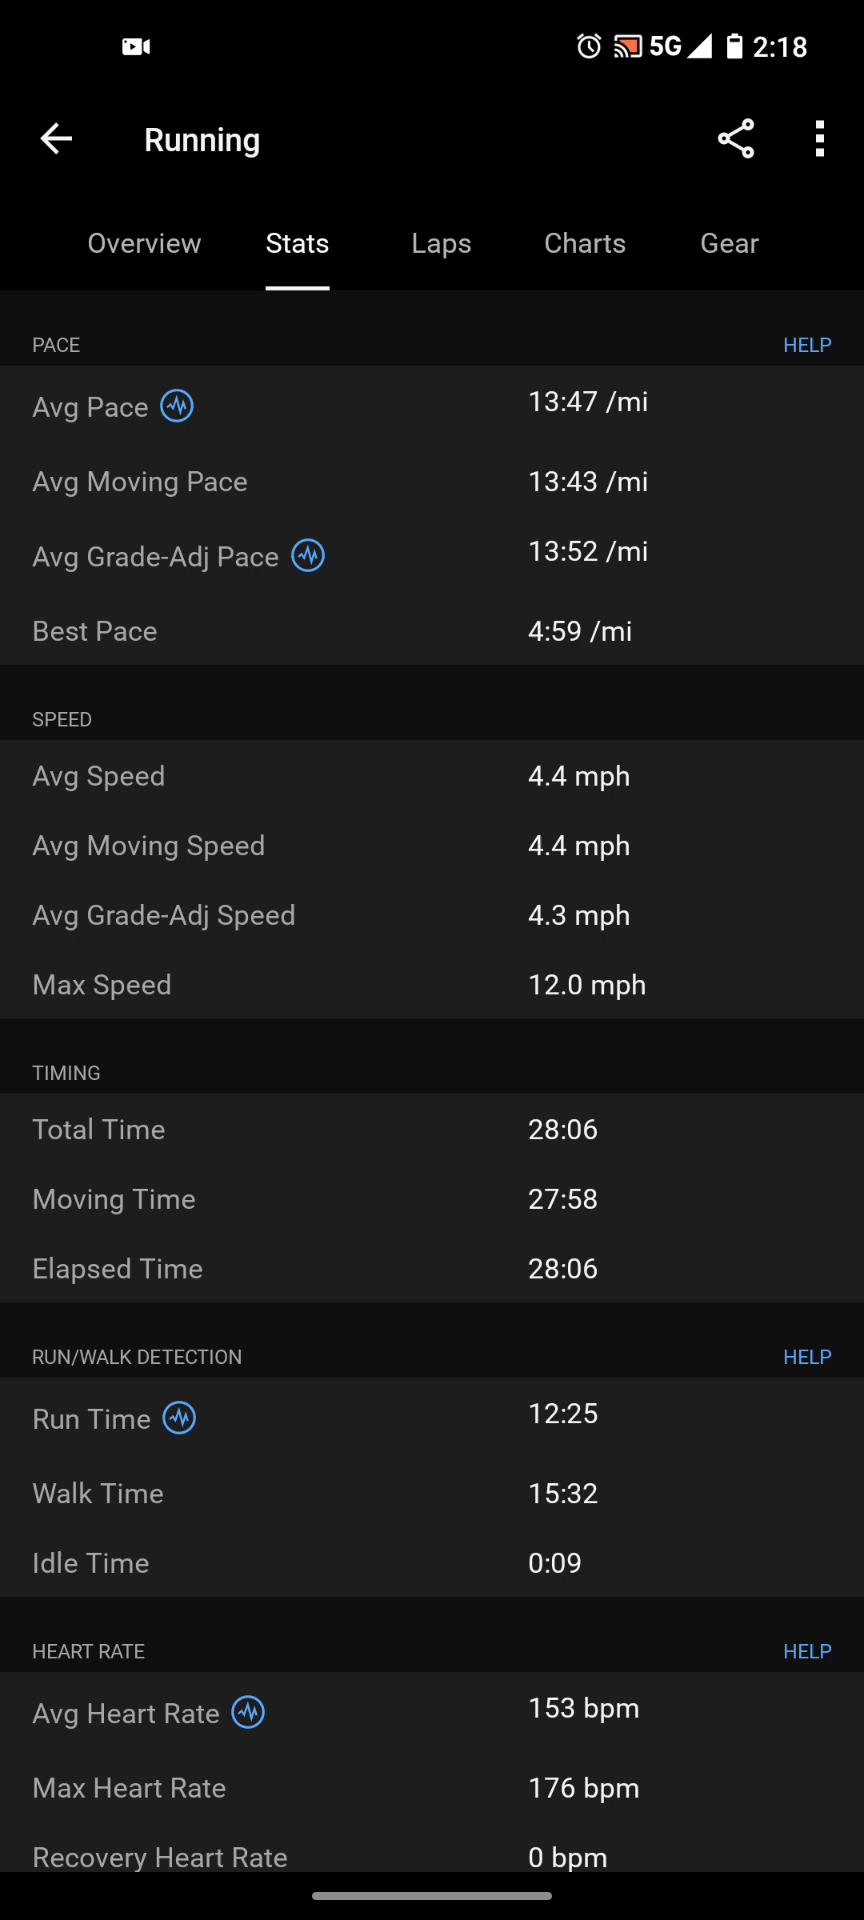 5G 2:18
Running
Overview Stats Laps Charts Gear
PACE HELP
Avg Pace 13:47 /mi
Avg Moving Pace 13:43 /mi
Avg Grade-Adj Pace 13:52 /mi
Best Pace 4:59 /mi
SPEED
Avg Speed 4.4 mph
Avg Moving Speed 4.4 mph
Avg Grade-Adj Speed 4.3 mph
Max Speed 12.0 mph
TIMING
Total Time 28:06
Moving Time 27:58
Elapsed Time 28:06
RUN/WALK DETECTION HELP
Run Time 12:25
Walk Time 15:32
Idle Time 0:09
HEART RATE HELP
Avg Heart Rate 153 bpm
Max Heart Rate 176 bpm
Recovery Heart Rate 0 bpm